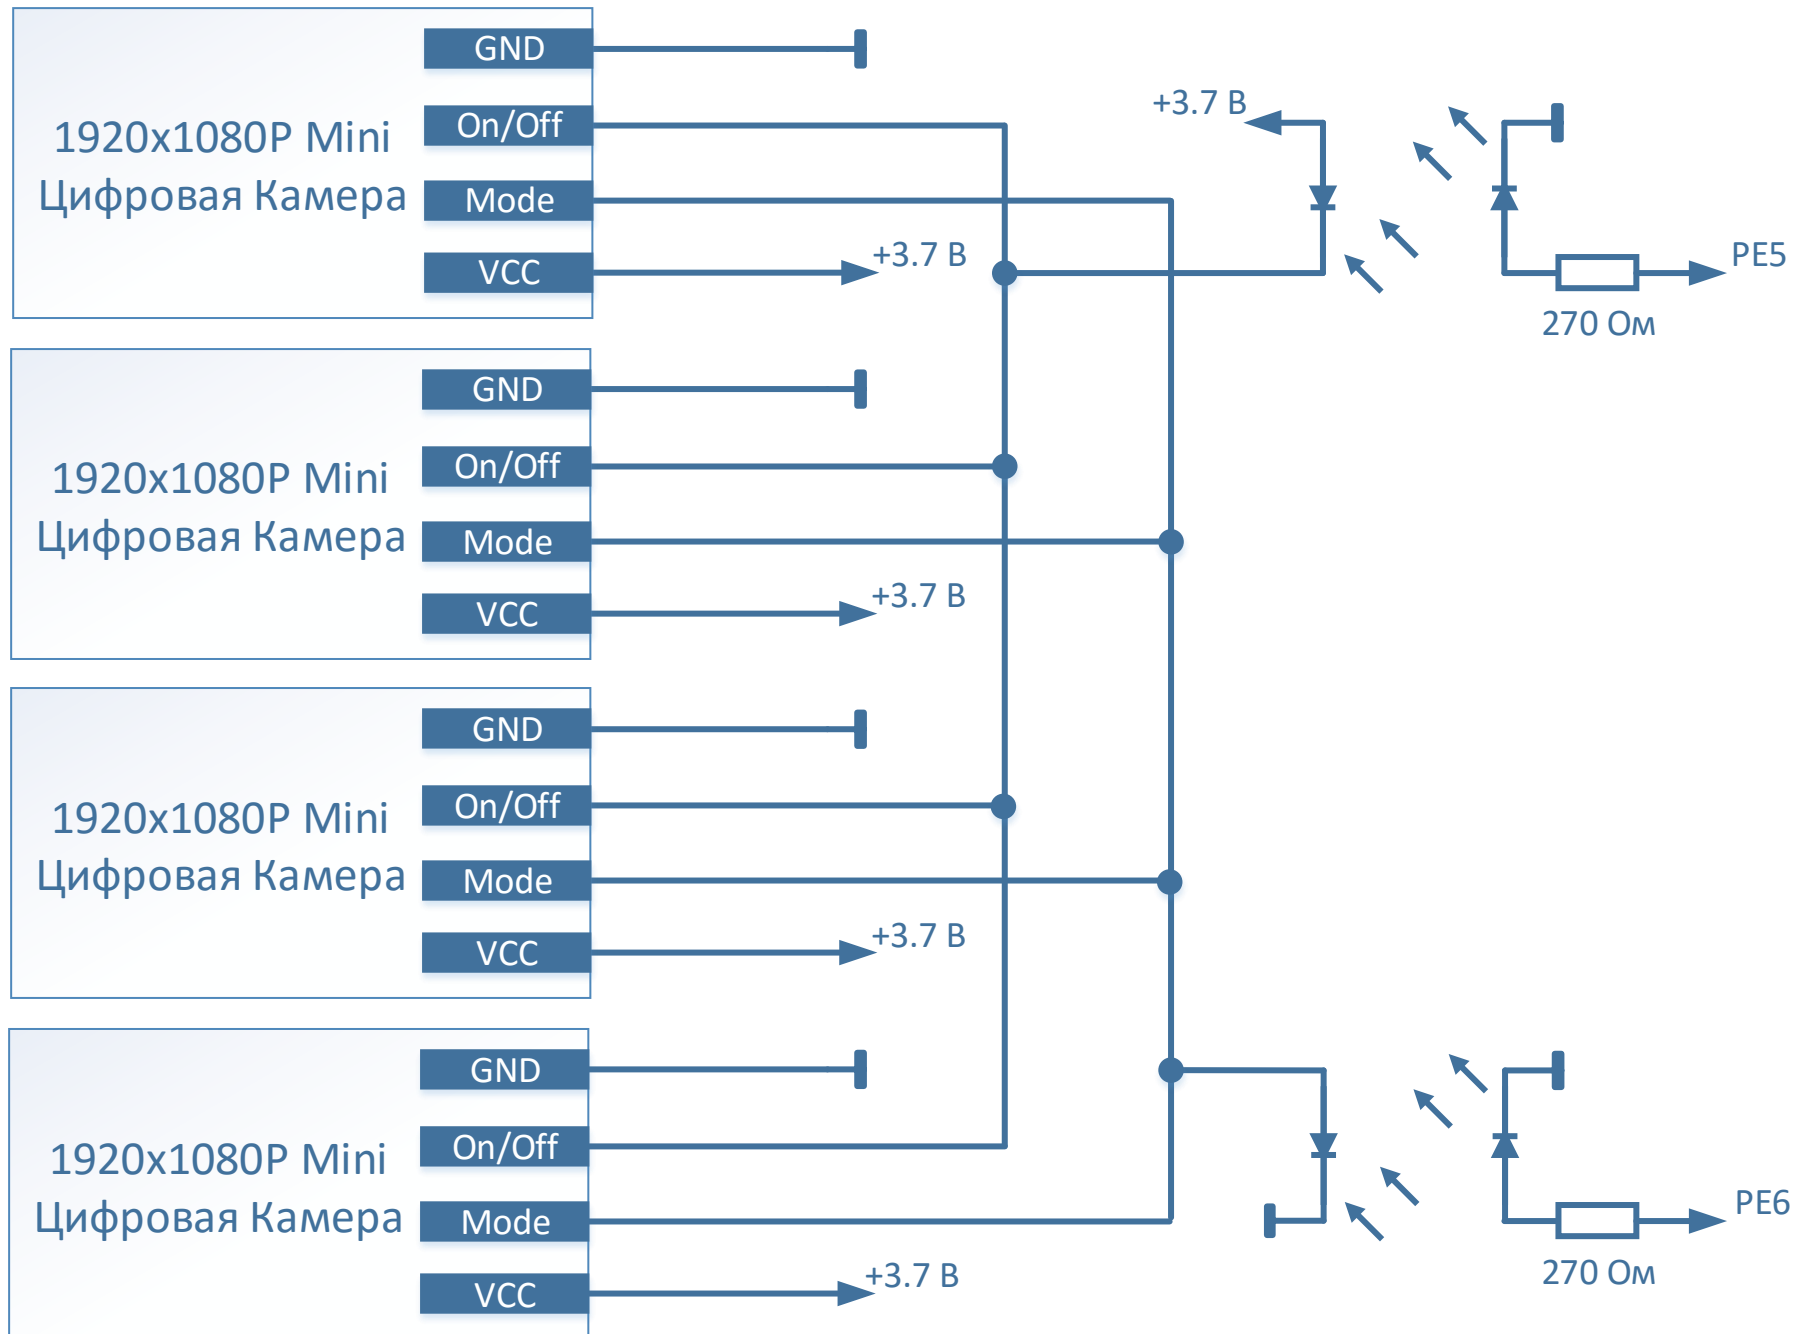 GND
On/Off
Mode
VCC
1920x1080P Mini
Цифровая Камера
+3.7 В
+3.7 В
PE5
270 Ом
GND
On/Off
Mode
VCC
1920x1080P Mini
Цифровая Камера
+3.7 В
GND
On/Off
Mode
VCC
1920x1080P Mini
Цифровая Камера
+3.7 В
GND
On/Off
Mode
VCC
1920x1080P Mini
Цифровая Камера
+3.7 В
PE6
270 Ом